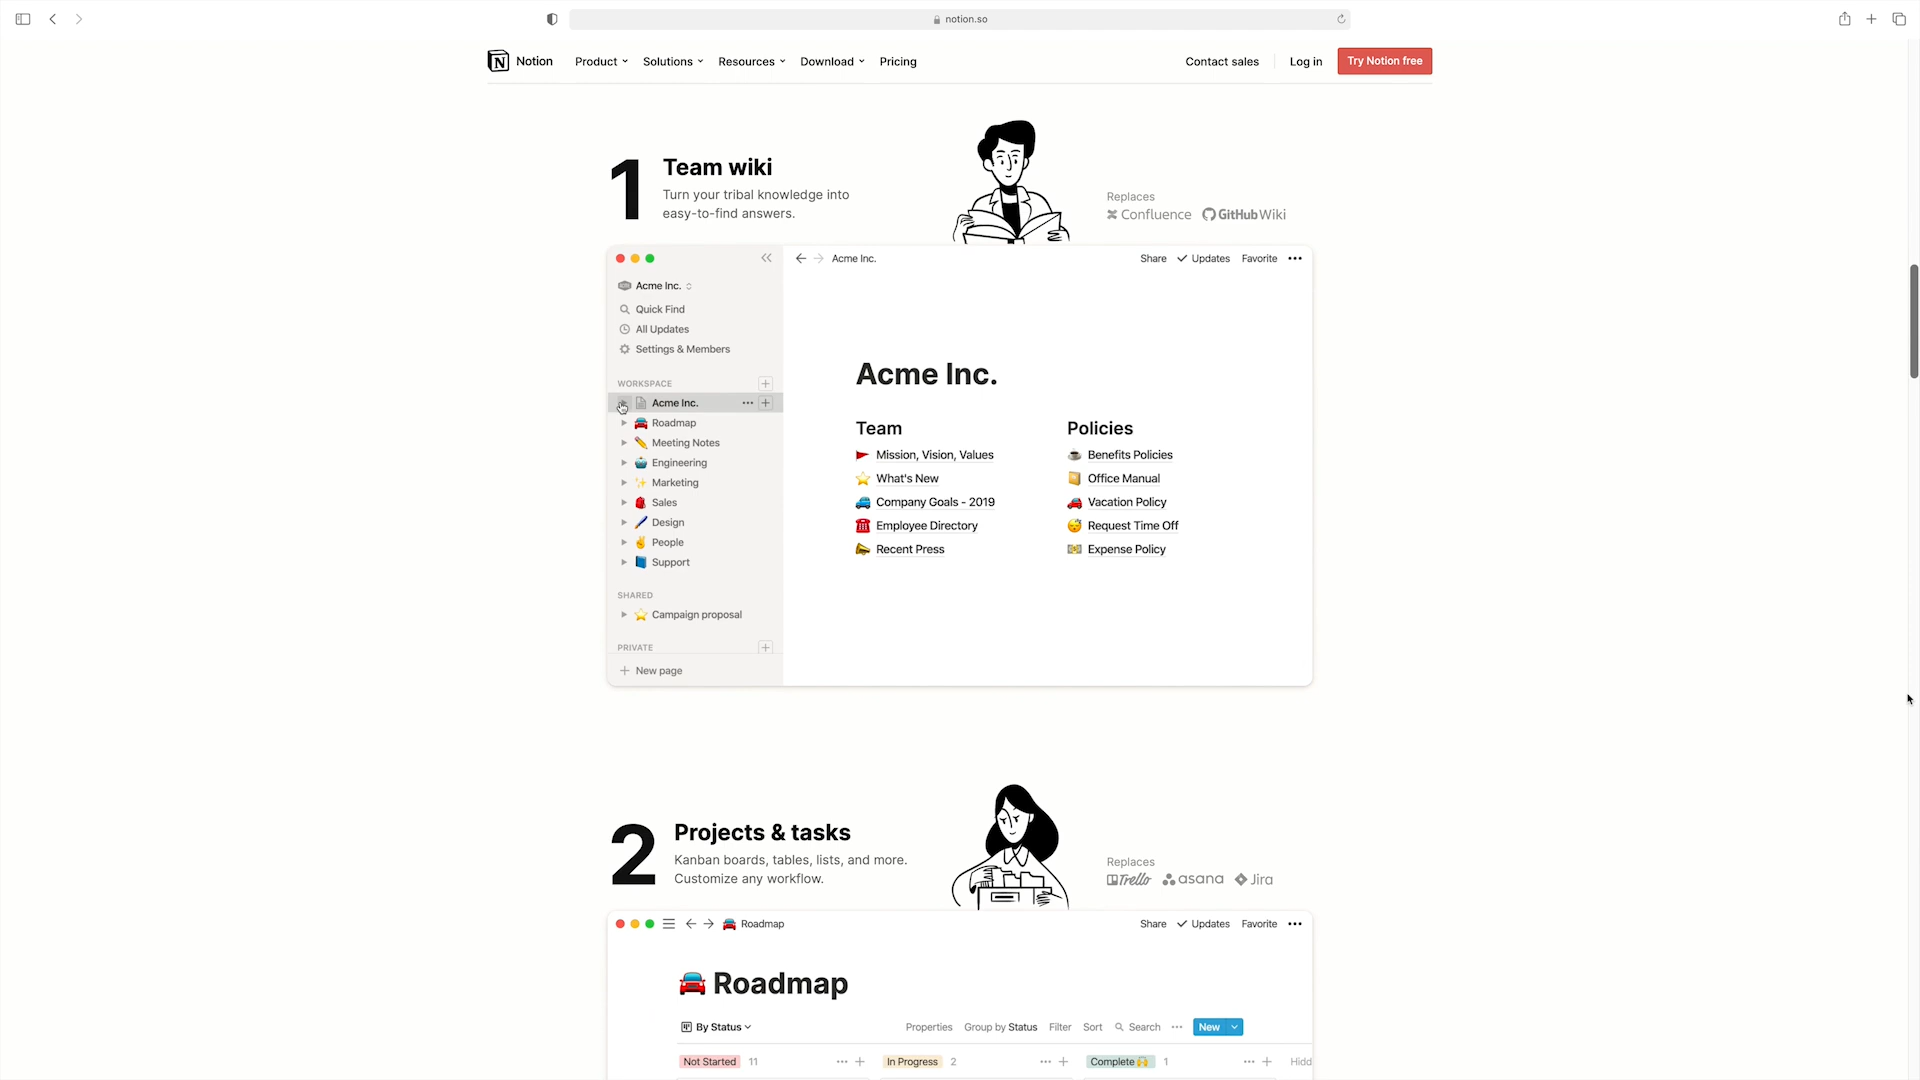 notion.so
Notion
Product
Solutions
Resources
Download
Pricing
Contact sales
Log in
Try Notion free
1
Team wiki
Turn your tribal knowledge into
easy-to-find answers.
Replaces
Confluence
GitHub Wiki
Acme Inc.
Share
Updates
Favorite
Acme Inc.
Quick Find
All Updates
Settings & Members
WORKSPACE
Acme Inc.
Roadmap
Meeting Notes
Engineering
Marketing
Sales
Design
People
Support
SHARED
Campaign proposal
PRIVATE
New page
Acme Inc.
Team
Mission, Vision, Values
What's New
Company Goals - 2019
Employee Directory
Recent Press
Policies
Benefits Policies
Office Manual
Vacation Policy
Request Time Off
Expense Policy
2
Projects & tasks
Kanban boards, tables, lists, and more.
Customize any workflow.
Replaces
Trello
asana
Jira
Roadmap
Share
Updates
Favorite
Roadmap
By Status
Properties
Group by Status
Filter
Sort
Search
New
Not Started 11
In Progress 2
Complete 1
Hidd